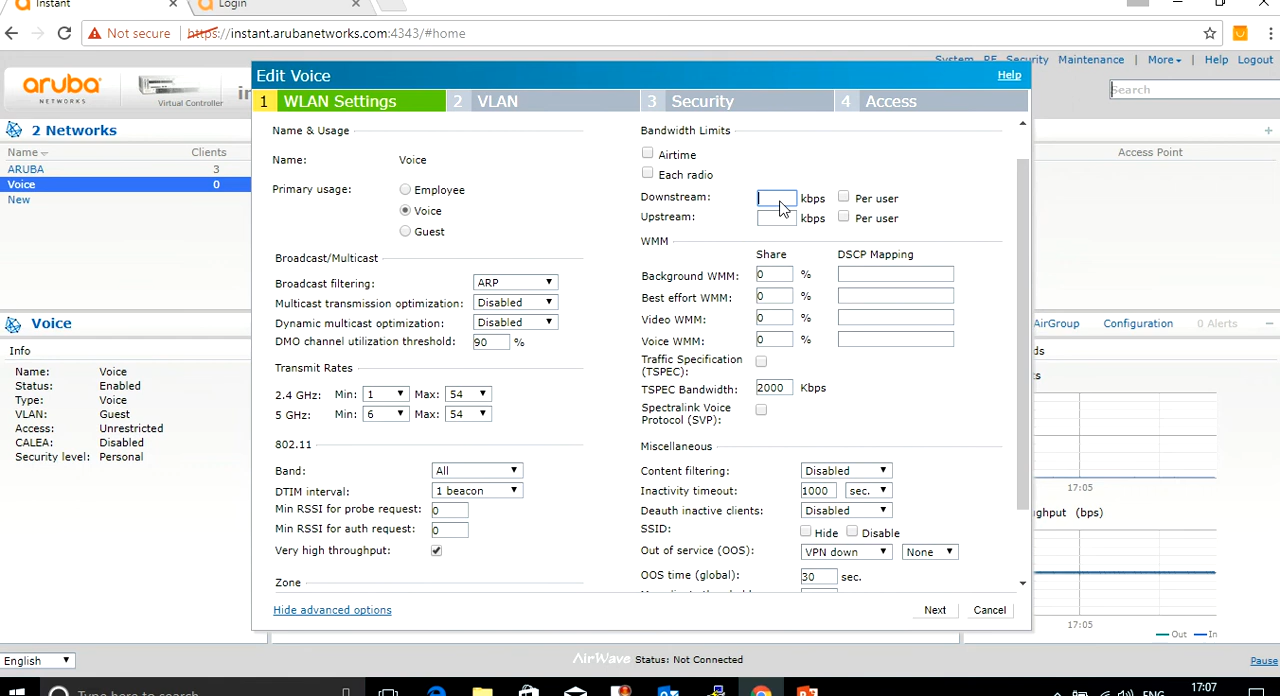 Instant
Login
Not secure
https://instant.arubanetworks.com:4343/#home
System RF Security Maintenance | More | Help Logout
aruba
NETWORKS
Virtual Controller
in
Search
2 Networks
Name Clients
ARUBA 3
Voice 0
New
+
Access Point
Edit Voice
Help
1 WLAN Settings
2 VLAN
3 Security
4 Access
Name & Usage
Name: Voice
Primary usage: Employee
Voice
Guest
Broadcast/Multicast
Broadcast filtering: ARP
Multicast transmission optimization: Disabled
Dynamic multicast optimization: Disabled
DMO channel utilization threshold: 90 %
Transmit Rates
2.4 GHz: Min: 1 Max: 54
5 GHz: Min: 6 Max: 54
802.11
Band: All
DTIM interval: 1 beacon
Min RSSI for probe request: 0
Min RSSI for auth request: 0
Very high throughput:
Zone
Hide advanced options
Bandwidth Limits
Airtime
Each radio
Downstream: kbps Per user
Upstream: kbps Per user
WMM
Share DSCP Mapping
Background WMM: 0 %
Best effort WMM: 0 %
Video WMM: 0 %
Voice WMM: 0 %
Traffic Specification
(TSPEC):
TSPEC Bandwidth: 2000 Kbps
Spectralink Voice
Protocol (SVP):
Miscellaneous
Content filtering: Disabled
Inactivity timeout: 1000 sec.
Deauth inactive clients: Disabled
SSID: Hide Disable
Out of service (OOS): VPN down None
OOS time (global): 30 sec.
Next Cancel
Voice
Info
Name: Voice
Status: Enabled
Type: Voice
VLAN: Guest
Access: Unrestricted
CALEA: Disabled
Security level: Personal
AirGroup Configuration 0 Alerts
ds
s
17:05
ghput (bps)
17:05
Out In
English
AirWave Status: Not Connected
Pause
Type here to search
ENG
17:07